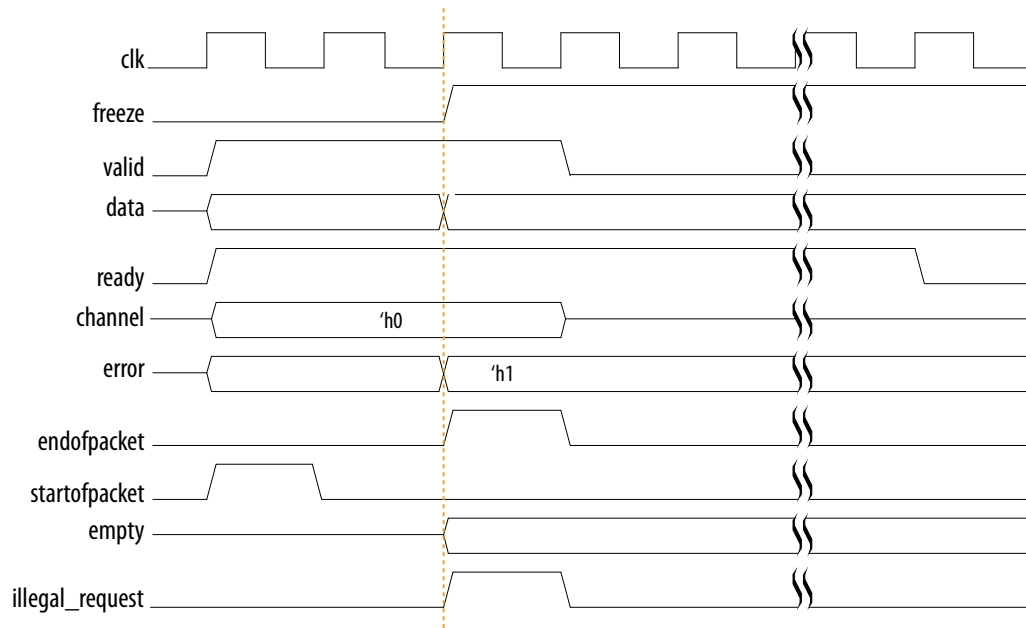 clk
freeze
valid
data
ready
channel
‘h0
error
‘h1
endofpacket
startofpacket
empty
illegal_request